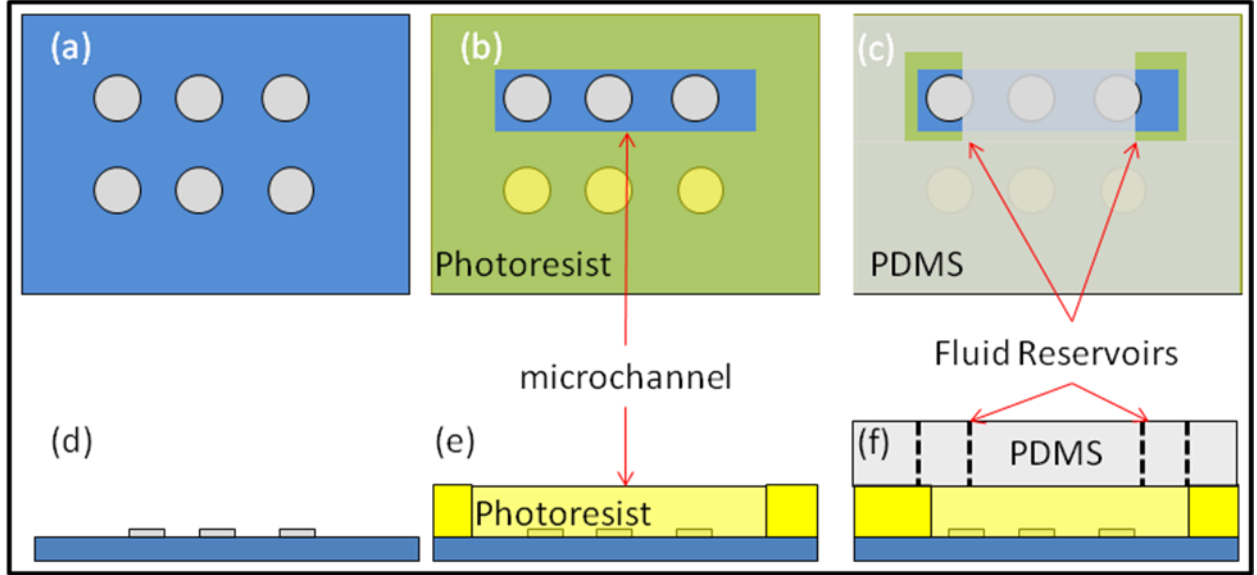 (a)
(b)
(c)
Photoresist
PDMS
microchannel
Fluid Reservoirs
(d)
(e)
(f)
PDMS
Photoresist